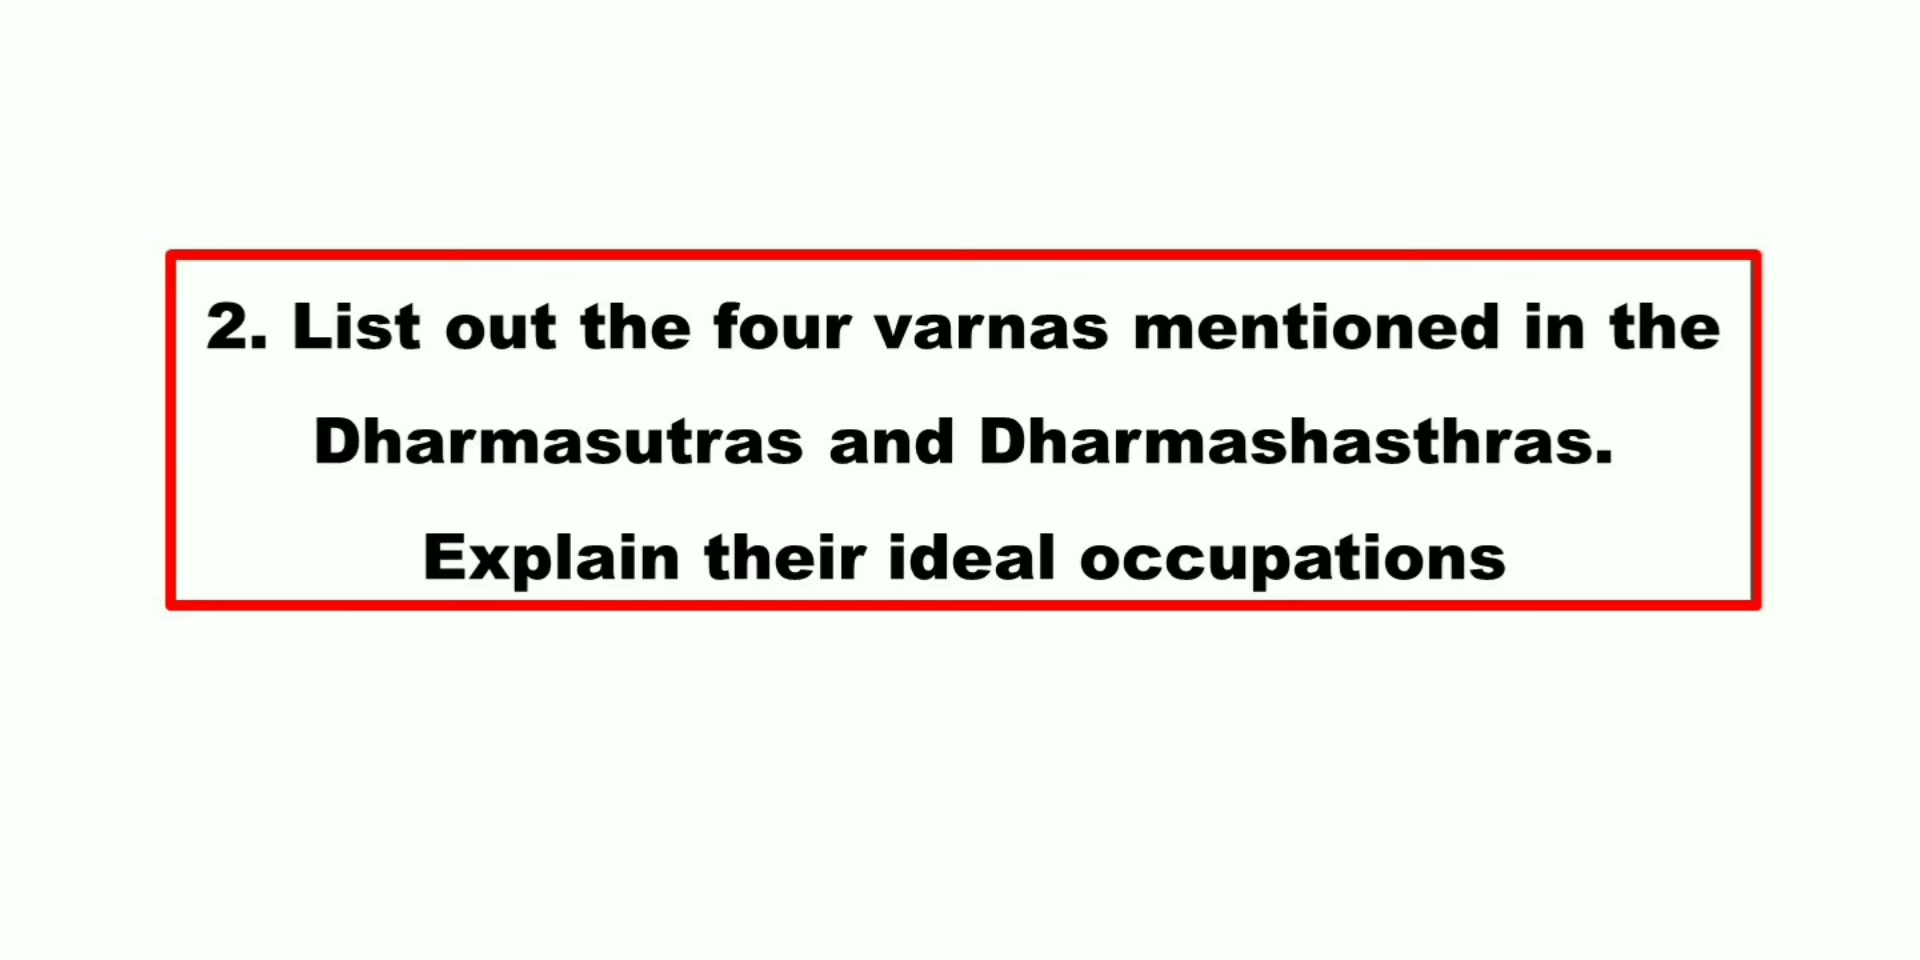 2. List out the four varnas mentioned in the
Dharmasutras and Dharmashasthras.
Explain their ideal occupations